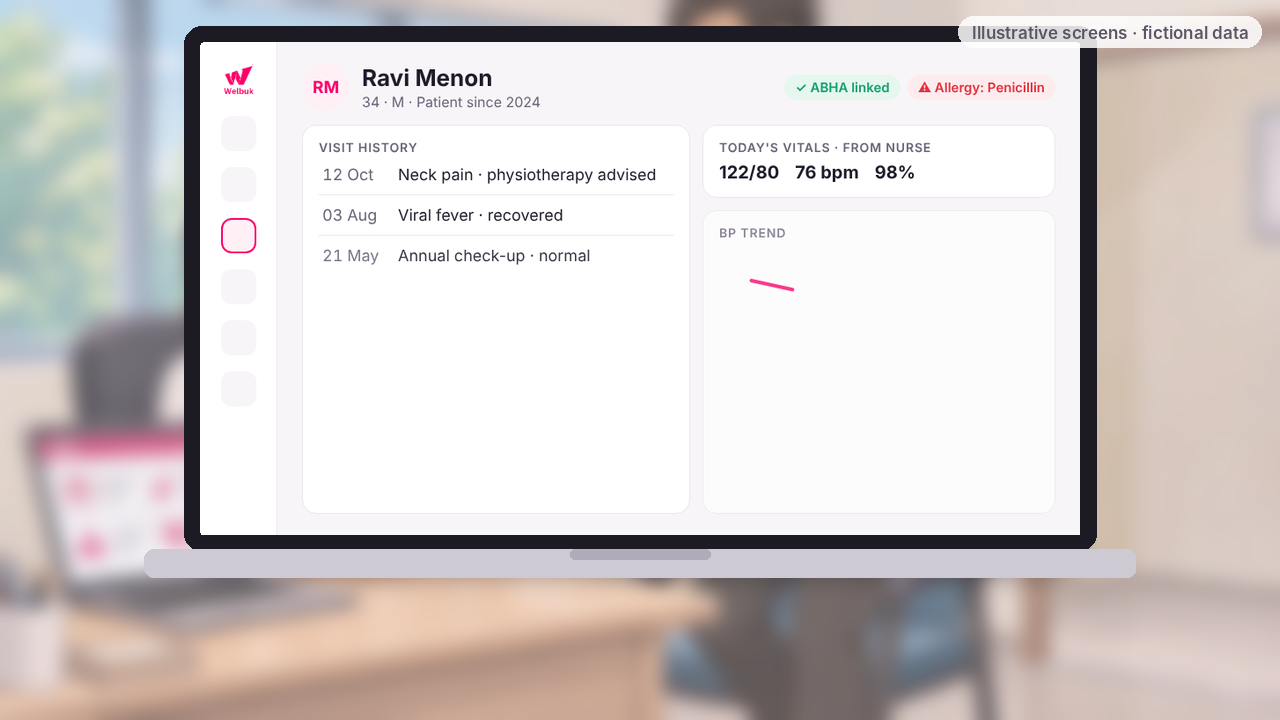 Illustrative screens · fictional data
Welbuk
RM
Ravi Menon
34 · M · Patient since 2024
✓ ABHA linked
⚠ Allergy: Penicillin
VISIT HISTORY
12 Oct Neck pain · physiotherapy advised
03 Aug Viral fever · recovered
21 May Annual check-up · normal
TODAY'S VITALS · FROM NURSE
122/80 76 bpm 98%
BP TREND